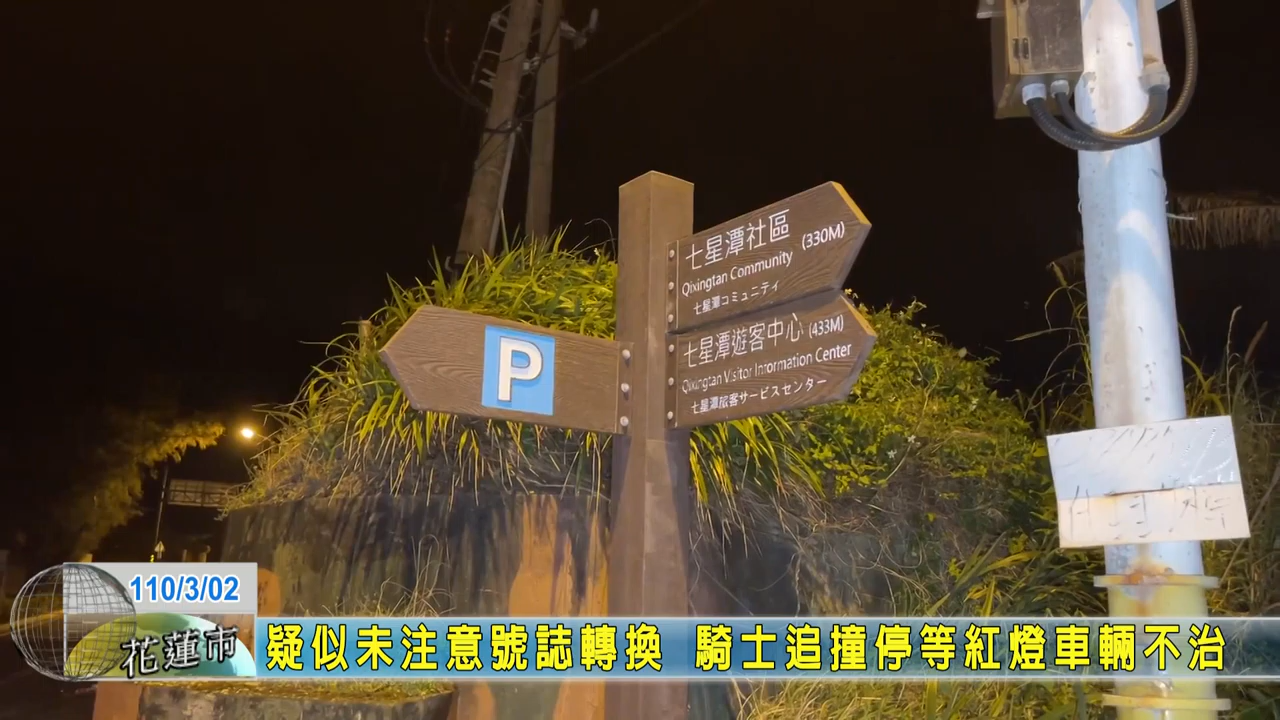 七星潭社區 (330M)
Qixingtan Community
七星潭コミュニティ
七星潭遊客中心 (433M)
Qixingtan Visitor Information Center
七星潭旅客サービスセンター
P
110/3/02
花蓮市
疑似未注意號誌轉換 騎士追撞停等紅燈車輛不治